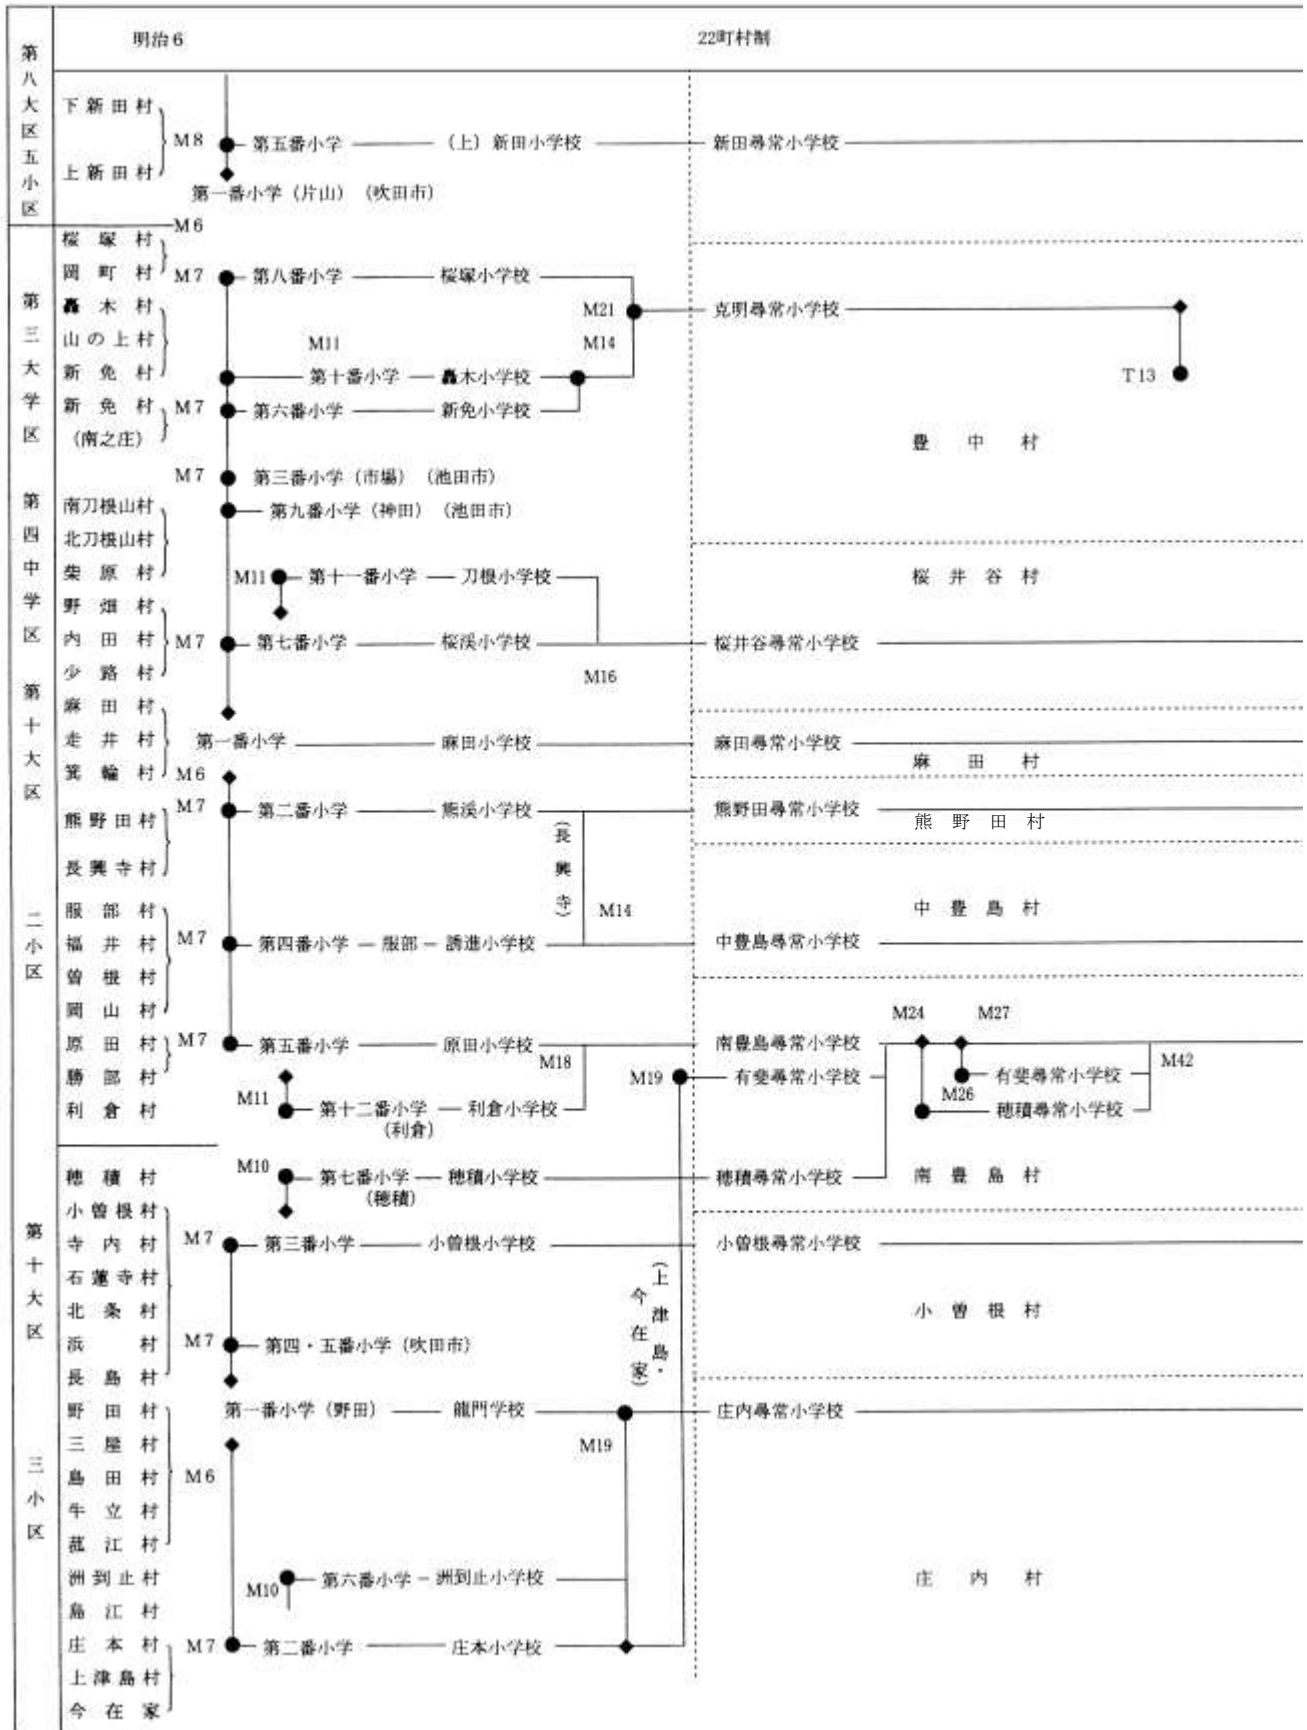 明治6 22町村制
第八大区五小区
下新田村
上新田村
M8 第五番小学 (上)新田小学校 新田尋常小学校
第一番小学(片山)(吹田市)
第三大学区第四中学区第十大区
二小区
M6
桜塚村
岡町村
M7 第八番小学 桜塚小学校
轟木村
山の上村
新免村
M21 克明尋常小学校
M11 M14
第十番小学 轟木小学校
T13
新免村
(南之庄)
M7 第六番小学 新免小学校
豊中村
M7 第三番小学(市場)(池田市)
南刀根山村
北刀根山村
柴原村
第九番小学(神田)(池田市)
M11 第十一番小学 刀根小学校
桜井谷村
野畑村
内田村
少路村
M7 第七番小学 桜渓小学校 桜井谷尋常小学校
M16
麻田村
走井村
箕輪村
第一番小学 麻田小学校 麻田尋常小学校
麻田村
M6
熊野田村
長興寺村
M7 第二番小学 熊渓小学校 熊野田尋常小学校
熊野田村
(長興寺)
M14
中豊島村
服部村
福井村
曽根村
岡山村
M7 第四番小学 服部 誘進小学校 中豊島尋常小学校
原田村
勝部村
利倉村
M24 M27
M7 第五番小学 原田小学校 南豊島尋常小学校
M18 M42
M19 有斐尋常小学校 有斐尋常小学校
M26
M11 第十二番小学 利倉小学校 穂積尋常小学校
(利倉)
第十大区
三小区
穂積村
M10 第七番小学 穂積小学校 穂積尋常小学校 南豊島村
(穂積)
小曽根村
寺内村
石蓮寺村
北条村
浜村
長島村
M7 第三番小学 小曽根小学校 小曽根尋常小学校
(上津島・
今在家)
小曽根村
M7 第四・五番小学(吹田市)
野田村
三屋村
島田村
牛立村
菰江村
第一番小学(野田) 龍門学校 庄内尋常小学校
M19
M6
洲到止村
島江村
M10 第六番小学 洲到止小学校
庄内村
庄本村
上津島村
今在家
M7 第二番小学 庄本小学校